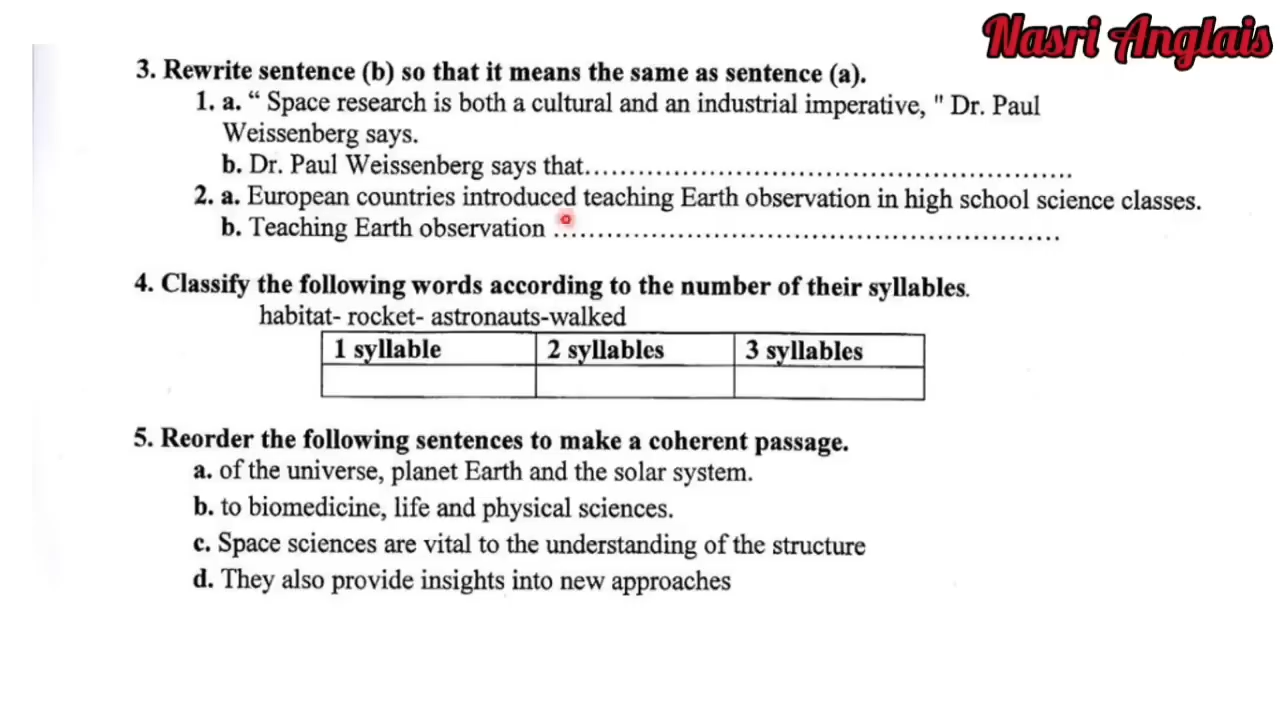 Nasri Anglais
3. Rewrite sentence (b) so that it means the same as sentence (a).
1. a. “ Space research is both a cultural and an industrial imperative, " Dr. Paul
Weissenberg says.
b. Dr. Paul Weissenberg says that……………………………………………
2. a. European countries introduced teaching Earth observation in high school science classes.
b. Teaching Earth observation ……………………………………………
4. Classify the following words according to the number of their syllables.
habitat- rocket- astronauts-walked
1 syllable 2 syllables 3 syllables
5. Reorder the following sentences to make a coherent passage.
a. of the universe, planet Earth and the solar system.
b. to biomedicine, life and physical sciences.
c. Space sciences are vital to the understanding of the structure
d. They also provide insights into new approaches